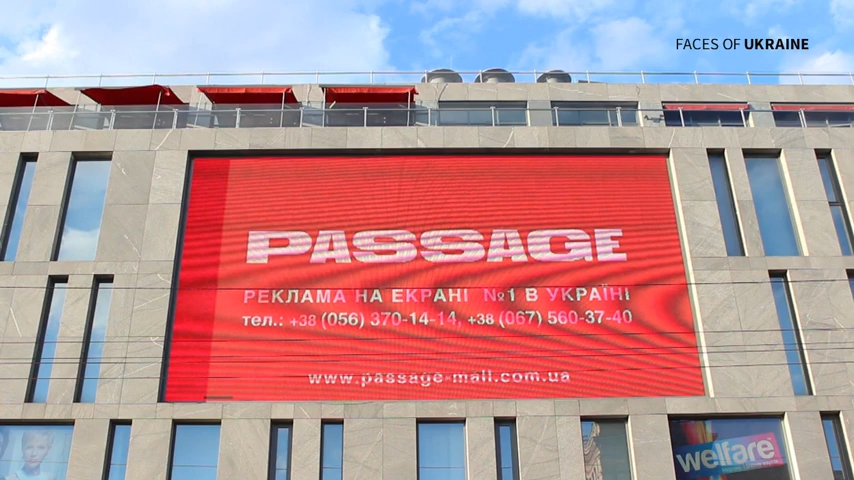 FACES OF UKRAINE
PASSAGE
РЕКЛАМА НА ЕКРАНІ №1 В УКРАЇНІ
тел.: +38 (056) 370-14-14, +38 (067) 560-37-40
www.passage-mall.com.ua
welfare